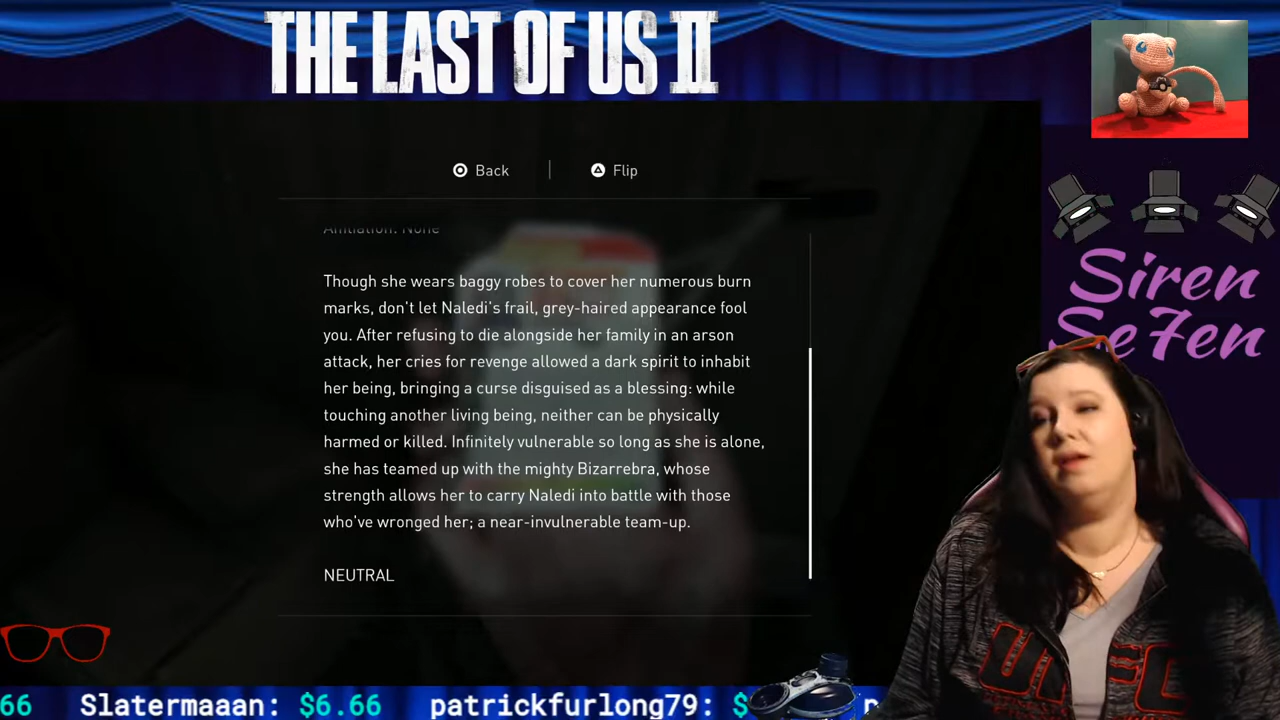 THE LAST OF US II
Back
Flip
Affiliation: None
Though she wears baggy robes to cover her numerous burn
marks, don't let Naledi's frail, grey-haired appearance fool
you. After refusing to die alongside her family in an arson
attack, her cries for revenge allowed a dark spirit to inhabit
her being, bringing a curse disguised as a blessing: while
touching another living being, neither can be physically
harmed or killed. Infinitely vulnerable so long as she is alone,
she has teamed up with the mighty Bizarrebra, whose
strength allows her to carry Naledi into battle with those
who've wronged her; a near-invulnerable team-up.
NEUTRAL
Siren
Se7en
UFC
66 Slatermaaan: $6.66 patrickfurlong79: $